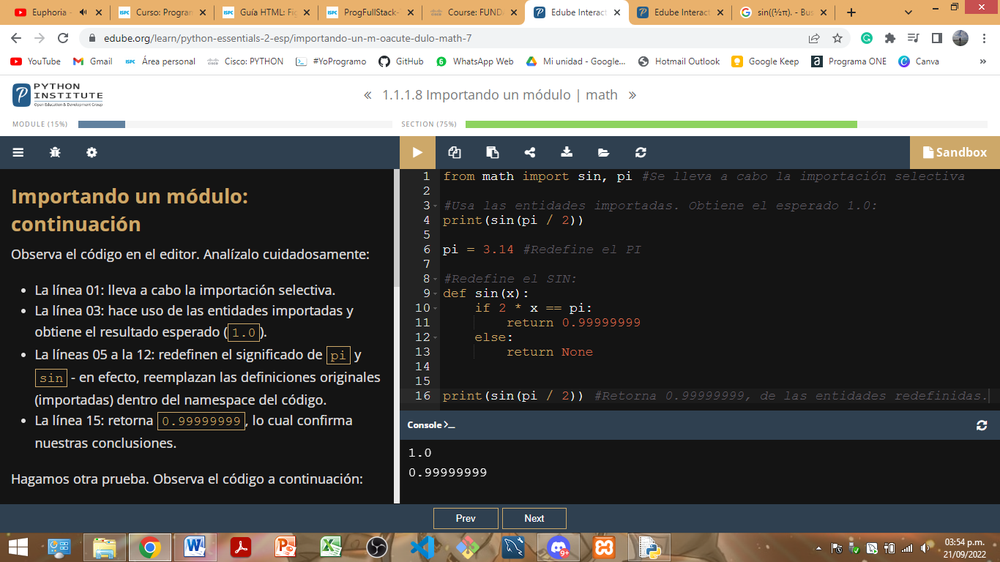 Euphoria -
Curso: Program
Guía HTML: Fig
ProgFullStack-
Course: FUNDA
Edube Interact
Edube Interact
sin((½π). - Bus
edube.org/learn/python-essentials-2-esp/importando-un-m-oacute-dulo-math-7
YouTube
Gmail
Área personal
Cisco: PYTHON
#YoProgramo
GitHub
WhatsApp Web
Mi unidad - Google...
Hotmail Outlook
Google Keep
Programa ONE
Canva
»
PYTHON
INSTITUTE
Open Education & Development Group
« 1.1.1.8 Importando un módulo | math »
MODULE (15%)
SECTION (75%)
Sandbox
Importando un módulo:
continuación
Observa el código en el editor. Analízalo cuidadosamente:
• La línea 01: lleva a cabo la importación selectiva.
• La línea 03: hace uso de las entidades importadas y
obtiene el resultado esperado (1.0).
• La líneas 05 a la 12: redefinen el significado de pi y
sin - en efecto, reemplazan las definiciones originales
(importadas) dentro del namespace del código.
• La línea 15: retorna 0.99999999, lo cual confirma
nuestras conclusiones.
Hagamos otra prueba. Observa el código a continuación:
1 from math import sin, pi #Se lleva a cabo la importación selectiva
2
3 #Usa las entidades importadas. Obtiene el esperado 1.0:
4 print(sin(pi / 2))
5
6 pi = 3.14 #Redefine el PI
7
8 #Redefine el SIN:
9 def sin(x):
10     if 2 * x == pi:
11         return 0.99999999
12     else:
13         return None
14
15
16 print(sin(pi / 2)) #Retorna 0.99999999, de las entidades redefinidas.
Console >_
1.0
0.99999999
Prev
Next
9+
03:54 p.m.
21/09/2022